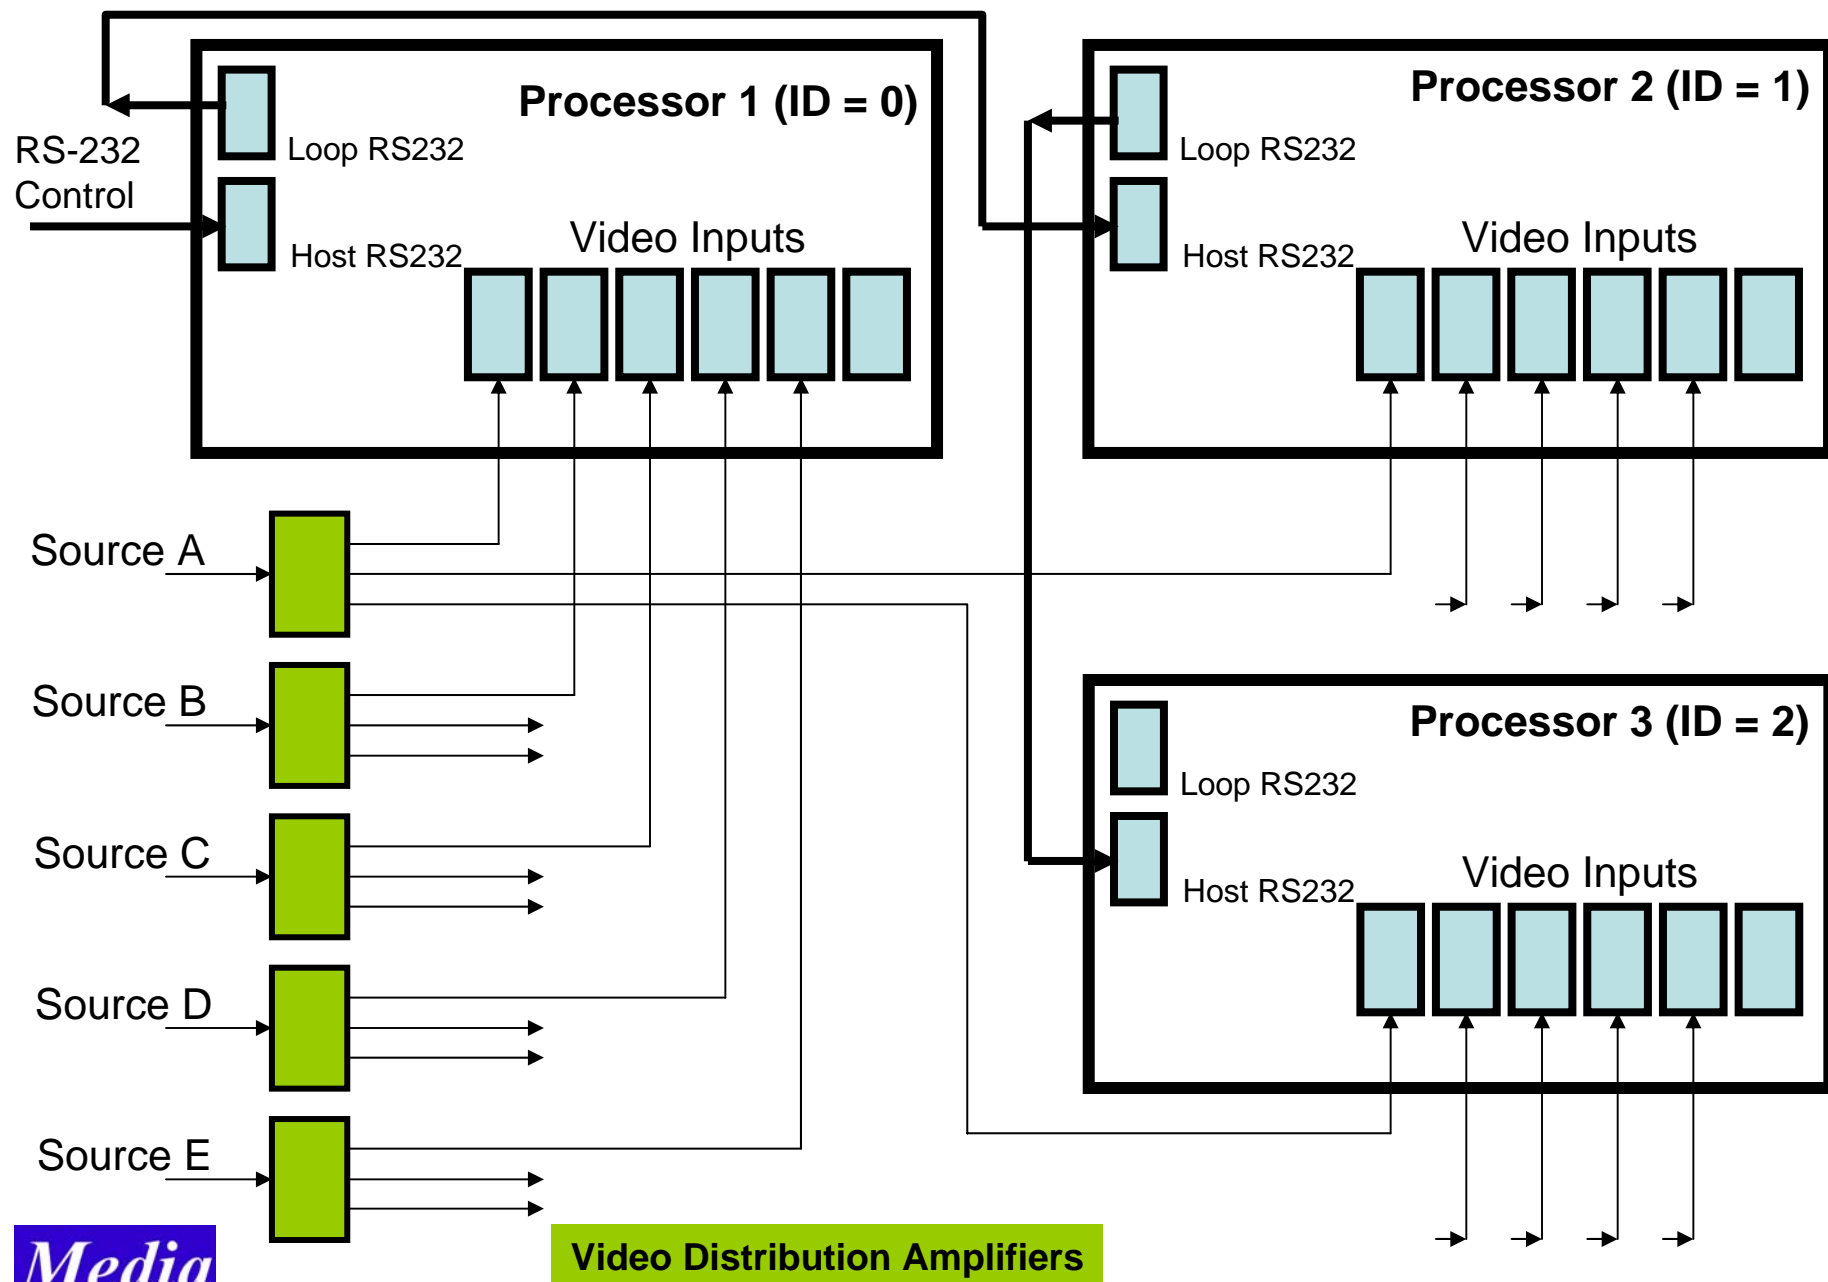 Processor 1 (ID = 0)
Loop RS232
RS-232
Control
Host RS232
Video Inputs
Processor 2 (ID = 1)
Loop RS232
Host RS232
Video Inputs
Source A
Source B
Source C
Source D
Source E
Processor 3 (ID = 2)
Loop RS232
Host RS232
Video Inputs
Media
Video Distribution Amplifiers